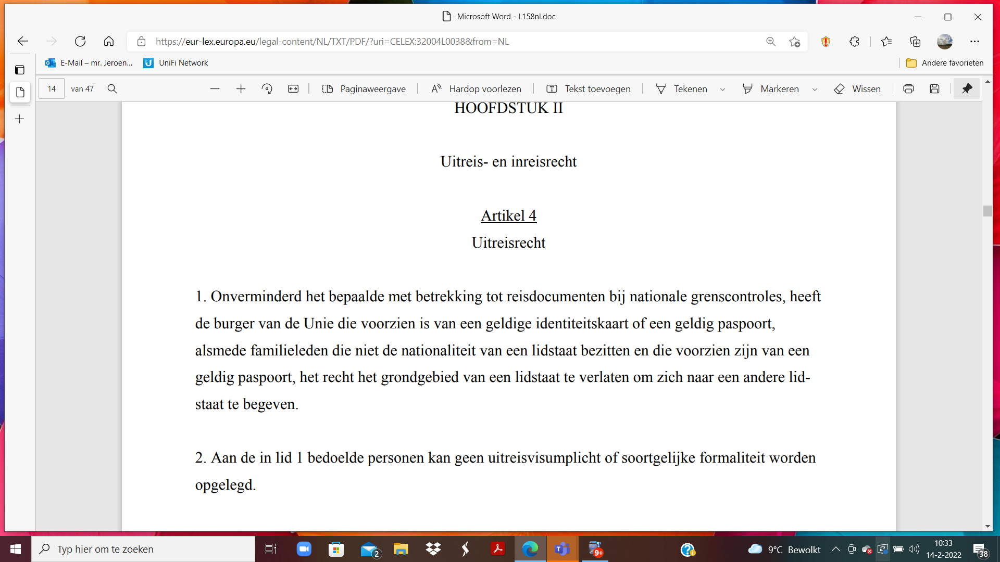 Microsoft Word - L158nl.doc
https://eur-lex.europa.eu/legal-content/NL/TXT/PDF/?uri=CELEX:32004L0038&from=NL
E-Mail – mr. Jeroen...
UniFi Network
Andere favorieten
14 van 47
Paginaweergave
Hardop voorlezen
Tekst toevoegen
Tekenen
Markeren
Wissen
HOOFDSTUK II
Uitreis- en inreisrecht
Artikel 4
Uitreisrecht
1. Onverminderd het bepaalde met betrekking tot reisdocumenten bij nationale grenscontroles, heeft
de burger van de Unie die voorzien is van een geldige identiteitskaart of een geldig paspoort,
alsmede familieleden die niet de nationaliteit van een lidstaat bezitten en die voorzien zijn van een
geldig paspoort, het recht het grondgebied van een lidstaat te verlaten om zich naar een andere lid-
staat te begeven.
2. Aan de in lid 1 bedoelde personen kan geen uitreisvisumplicht of soortgelijke formaliteit worden
opgelegd.
Typ hier om te zoeken
2
9+
9°C Bewolkt
10:33
14-2-2022
38